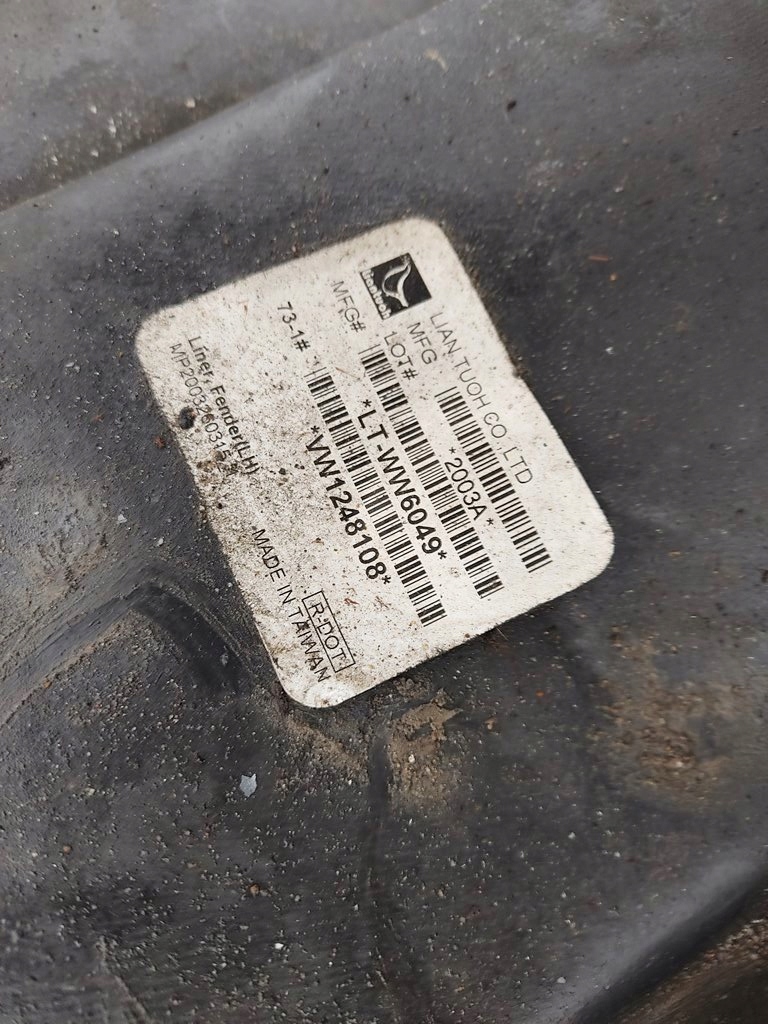 LIAN TUOH CO.,LTD
MFG
LOT#
*2003A*
MFG#
*LT-WW6049*
73-1#
*VW1248108*
Liner, Fender(LH)
R-DOT
MADE IN TAIWAN